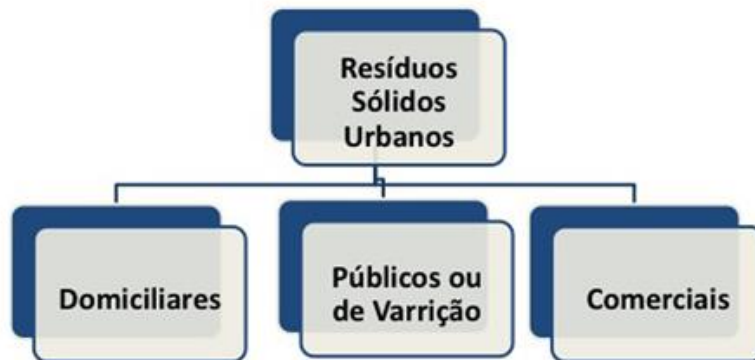 Resíduos
Sólidos
Urbanos
Domiciliares
Públicos ou
de Varrição
Comerciais